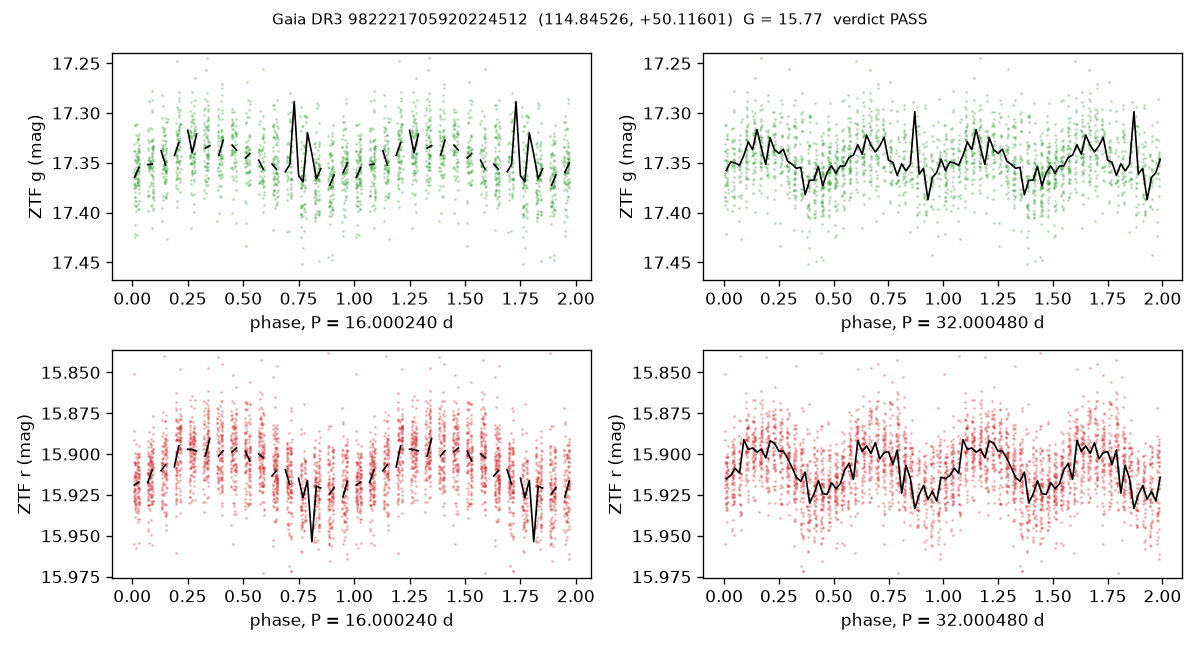 Gaia DR3 982221705920224512 (114.84526, +50.11601) G = 15.77 verdict PASS
17.25
17.30
17.35
17.40
17.45
ZTF g (mag)
0.00 0.25 0.50 0.75 1.00 1.25 1.50 1.75 2.00
phase, P = 16.000240 d
17.25
17.30
17.35
17.40
17.45
ZTF g (mag)
0.00 0.25 0.50 0.75 1.00 1.25 1.50 1.75 2.00
phase, P = 32.000480 d
15.850
15.875
15.900
15.925
15.950
15.975
ZTF r (mag)
0.00 0.25 0.50 0.75 1.00 1.25 1.50 1.75 2.00
phase, P = 16.000240 d
15.850
15.875
15.900
15.925
15.950
15.975
ZTF r (mag)
0.00 0.25 0.50 0.75 1.00 1.25 1.50 1.75 2.00
phase, P = 32.000480 d